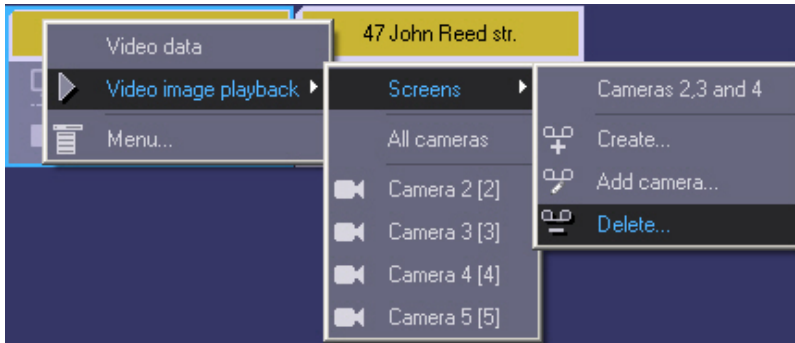 47 John Reed str.
Video data
Video image playback
Menu...
Screens
All cameras
Camera 2 [2]
Camera 3 [3]
Camera 4 [4]
Camera 5 [5]
Cameras 2,3 and 4
Create...
Add camera...
Delete...